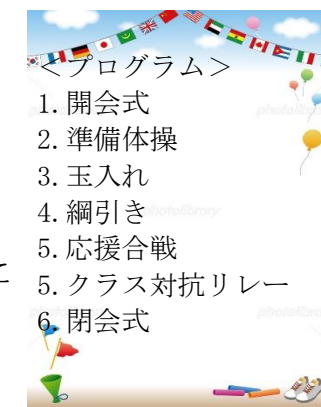 <プログラム>
1. 開会式
2. 準備体操
3. 玉入れ
4. 綱引き
5. 応援合戦
5. クラス対抗リレー
6. 閉会式
photolibrary